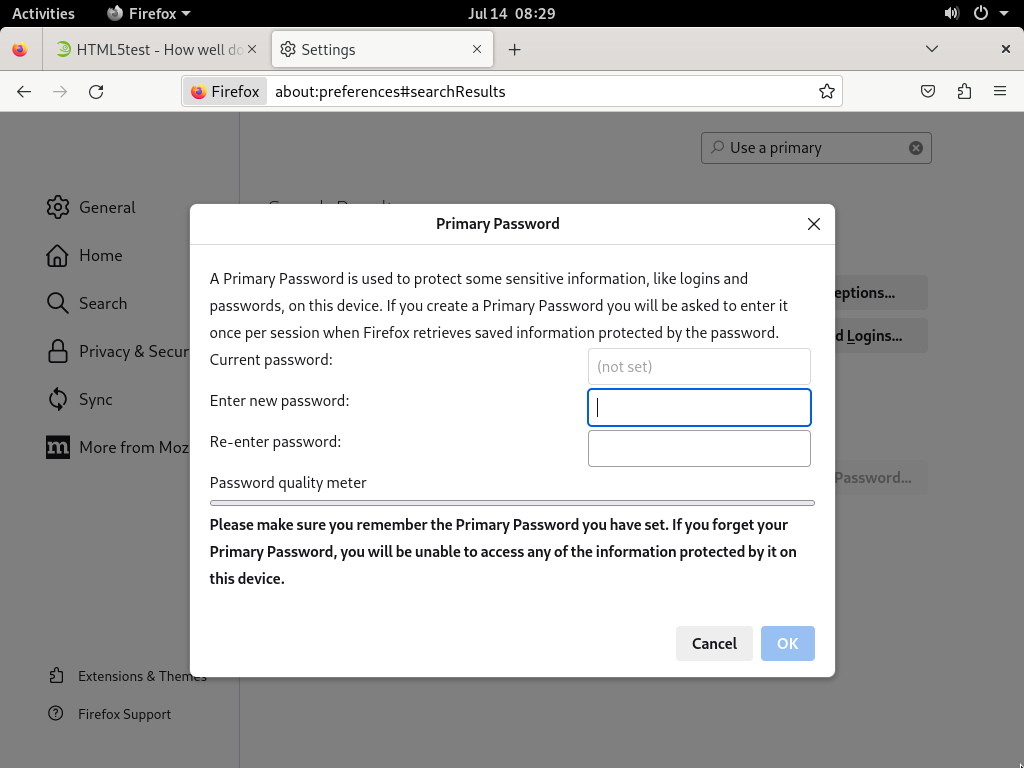 Activities Firefox Jul 14 08:29
HTML5test - How well do Settings
Firefox about:preferences#searchResults
Use a primary
General
Home
Search
Privacy & Secur
Sync
More from Moz
Extensions & Themes
Firefox Support
Primary Password
A Primary Password is used to protect some sensitive information, like logins and
passwords, on this device. If you create a Primary Password you will be asked to enter it
once per session when Firefox retrieves saved information protected by the password.
Current password: (not set)
Enter new password:
Re-enter password:
Password quality meter
Please make sure you remember the Primary Password you have set. If you forget your
Primary Password, you will be unable to access any of the information protected by it on
this device.
Cancel OK
eptions...
d Logins...
Password...